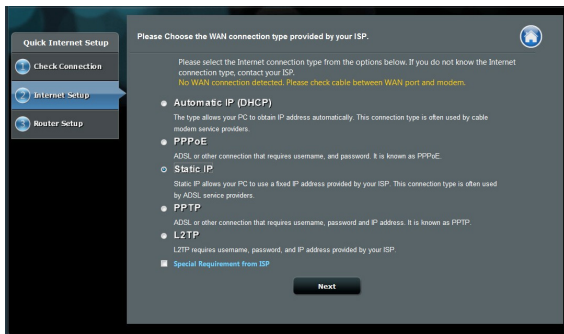 Quick Internet Setup
1 Check Connection
2 Internet Setup
3 Router Setup
Please Choose the WAN connection type provided by your ISP.
Please select the Internet connection type from the options below. If you do not know the Internet
connection type, contact your ISP.
No WAN connection detected. Please check cable between WAN port and modem.
Automatic IP (DHCP)
The type allows your PC to obtain IP address automatically. This connection type is often used by cable
modem service providers.
PPPoE
ADSL or other connection that requires username, and password. It is known as PPPoE.
Static IP
Static IP allows your PC to use a fixed IP address provided by your ISP. This connection type is often used
by ADSL service providers.
PPTP
ADSL or other connection that requires username, password and IP address. It is known as PPTP.
L2TP
L2TP requires username, password, and IP address provided by your ISP.
Special Requirement from ISP
Next